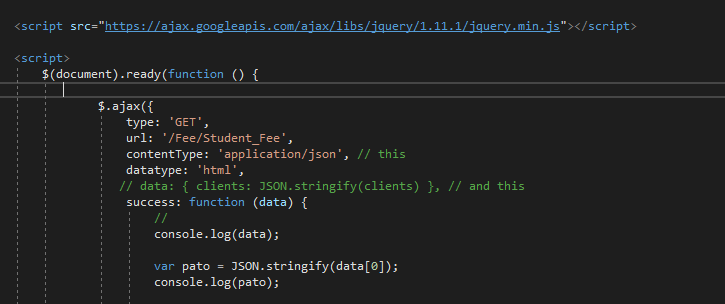 <script src="https://ajax.googleapis.com/ajax/libs/jquery/1.11.1/jquery.min.js"></script>
<script>
$(document).ready(function () {
$.ajax({
type: 'GET',
url: '/Fee/Student_Fee',
contentType: 'application/json', // this
datatype: 'html',
// data: { clients: JSON.stringify(clients) }, // and this
success: function (data) {
//
console.log(data);
var pato = JSON.stringify(data[0]);
console.log(pato);